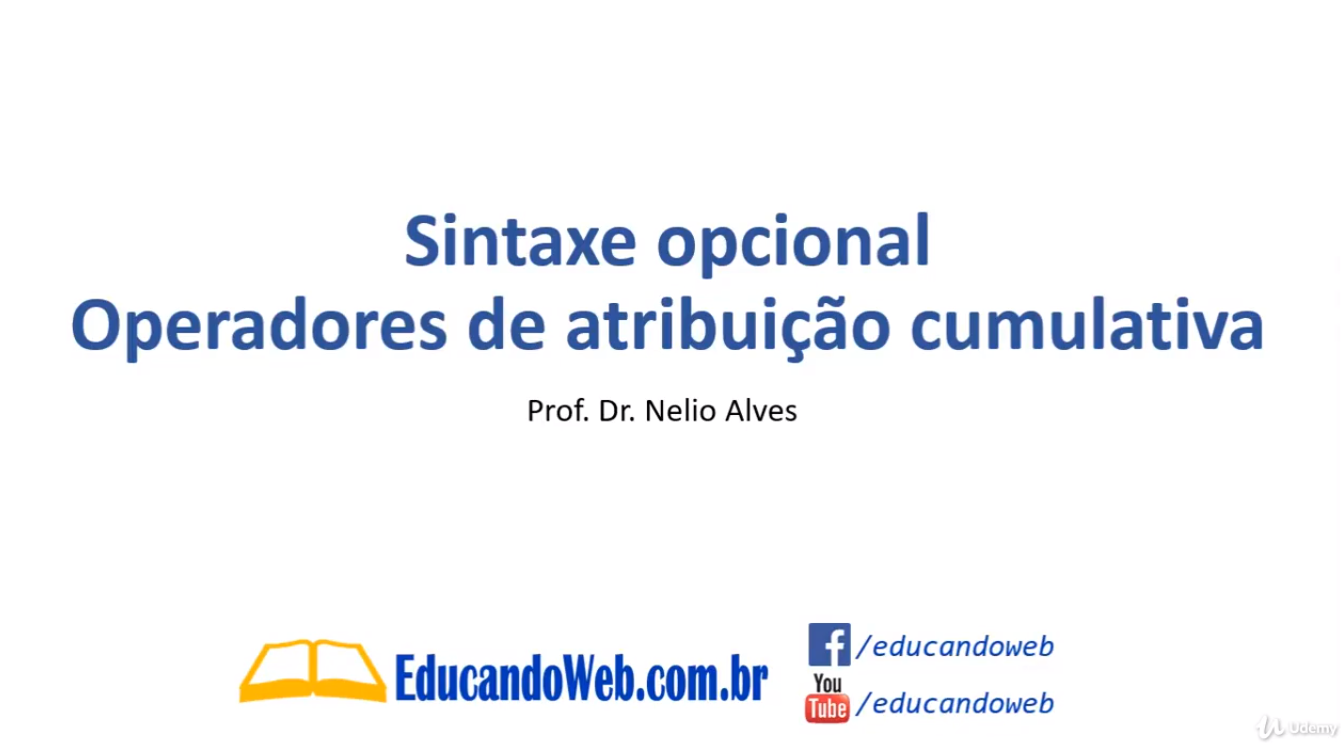 Sintaxe opcional
Operadores de atribuição cumulativa
Prof. Dr. Nelio Alves
EducandoWeb.com.br
/educandoweb
You
Tube
/educandoweb
Udemy